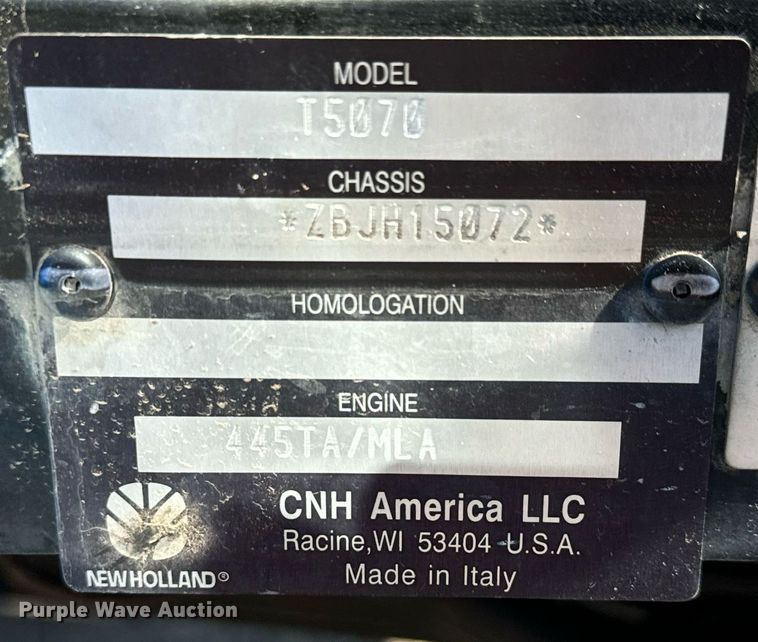 MODEL
T5070
CHASSIS
*ZBJH15072*
HOMOLOGATION
ENGINE
445TA/MLA
CNH America LLC
Racine, WI 53404 U.S.A.
NEW HOLLAND®
Made in Italy
Purple Wave Auction